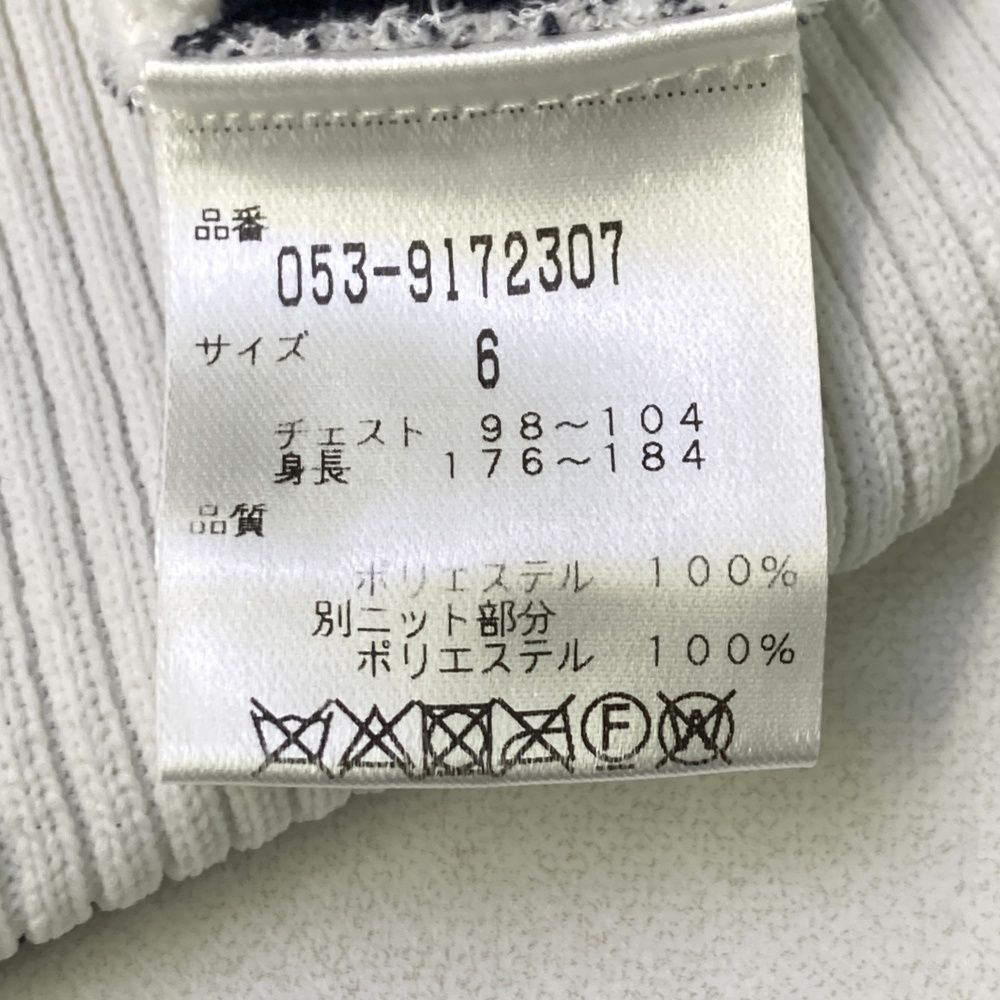 品番
053-9172307
サイズ 6
チェスト 98～104
身長 176～184
品質
ポリエステル 100%
別ニット部分
ポリエステル 100%
F W